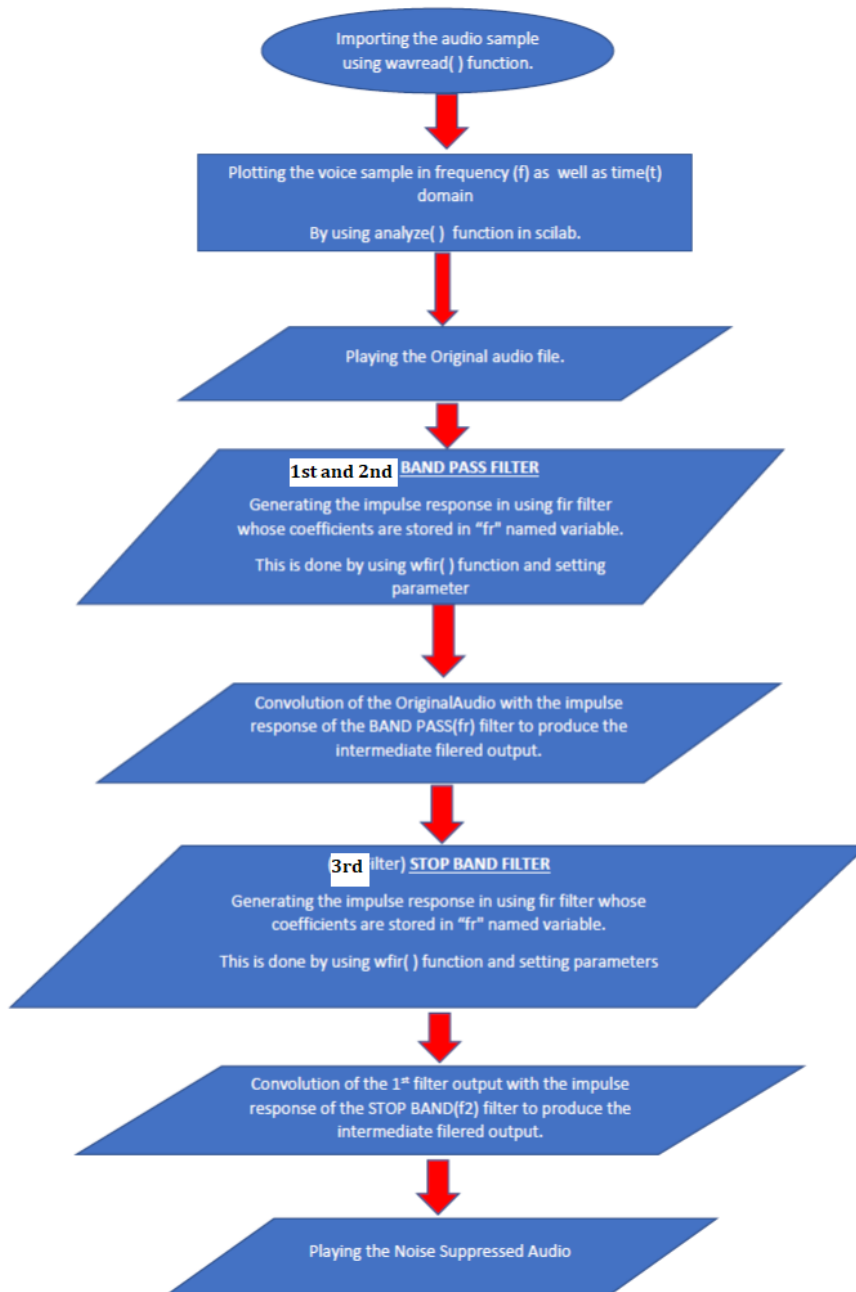 Importing the audio sample
using wavread( ) function.
Plotting the voice sample in frequency (f) as well as time(t)
domain
By using analyze( ) function in scilab.
Playing the Original audio file.
1st and 2nd BAND PASS FILTER
Generating the impulse response in using fir filter
whose coefficients are stored in "fr" named variable.
This is done by using wfir( ) function and setting
parameter
Convolution of the OriginalAudio with the impulse
response of the BAND PASS(fr) filter to produce the
intermediate filered output.
(3rd ilter) STOP BAND FILTER
Generating the impulse response in using fir filter whose
coefficients are stored in "fr" named variable.
This is done by using wfir( ) function and setting parameters
Convolution of the 1st filter output with the impulse
response of the STOP BAND(f2) filter to produce the
intermediate filered output.
Playing the Noise Suppressed Audio